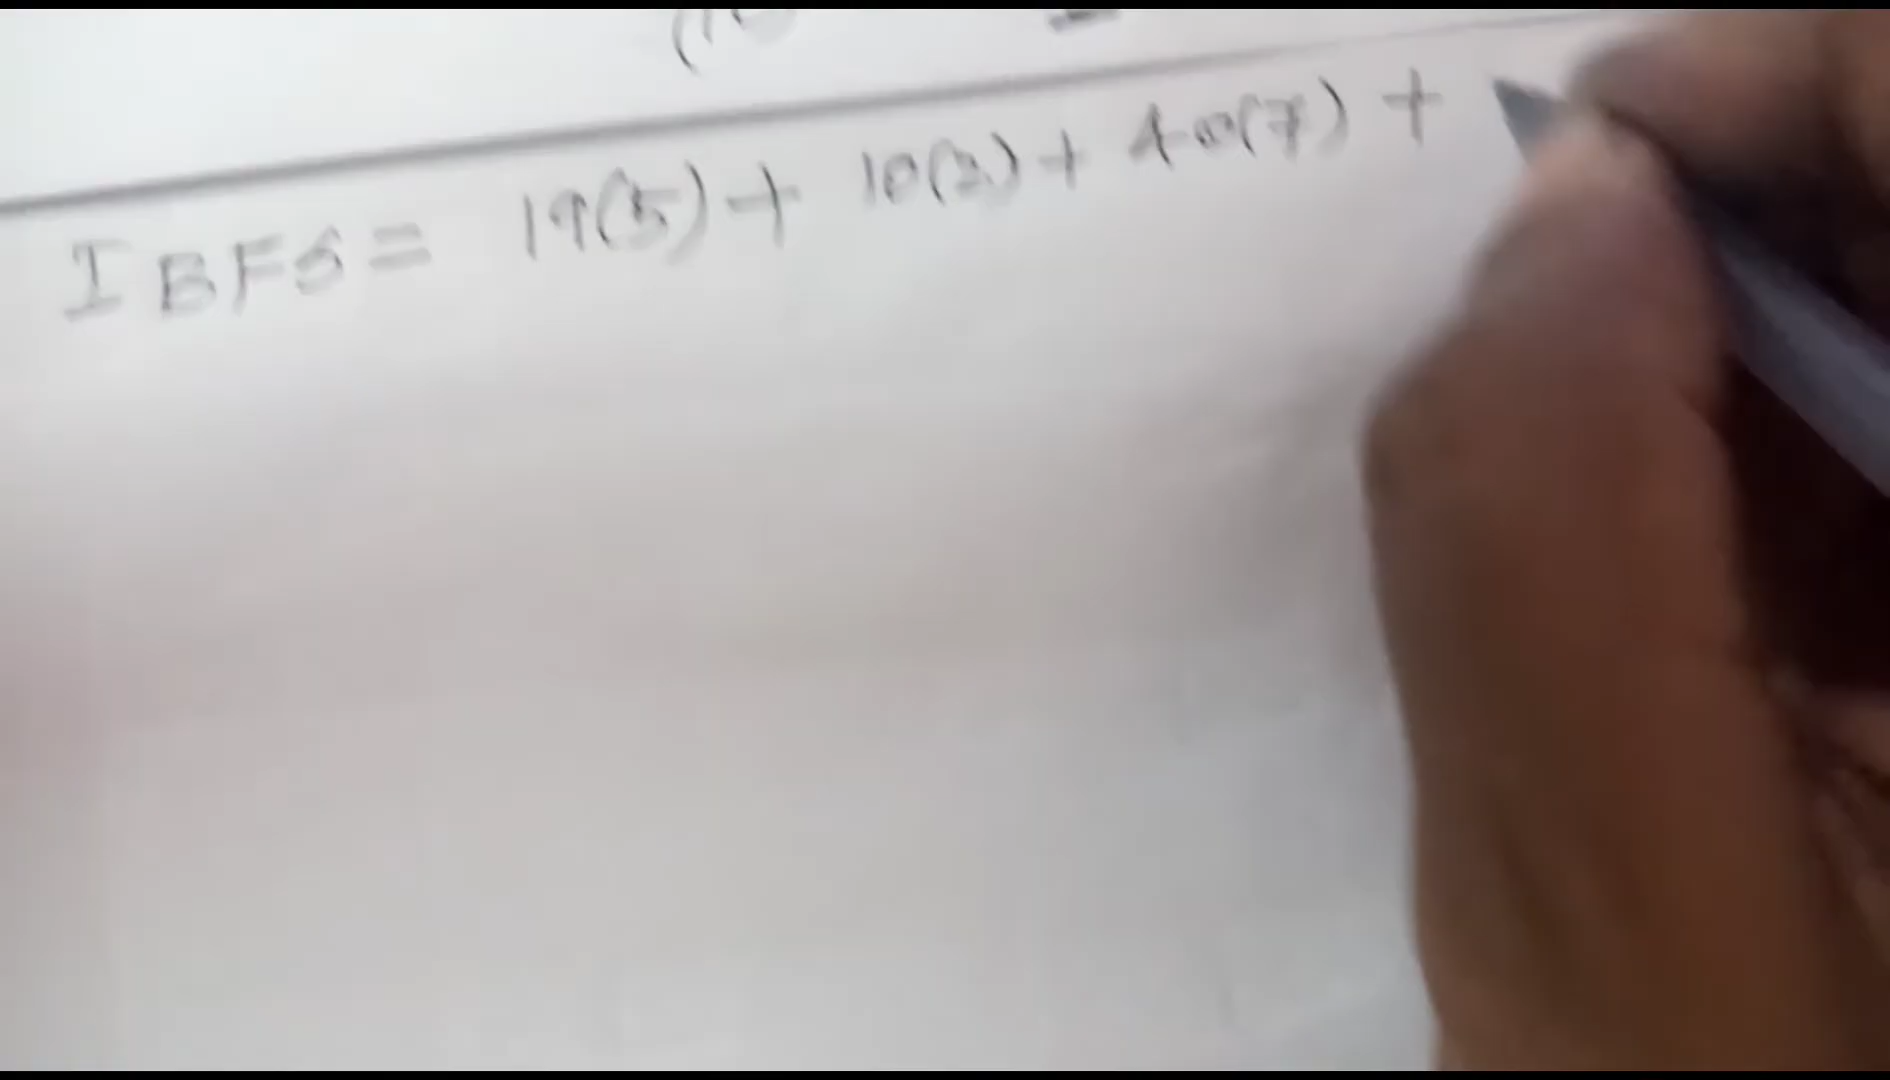 IBFS = 19(5) + 10(2) + 40(7) +